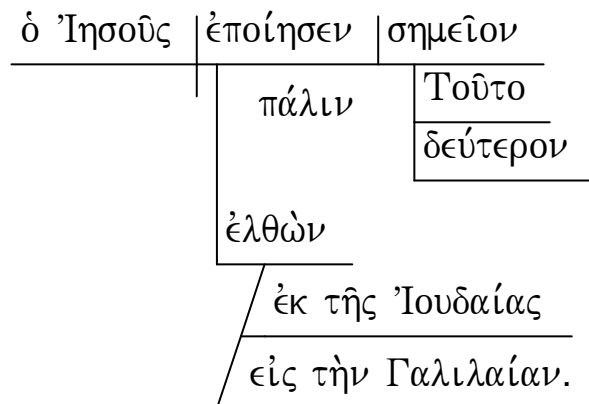 ὁ Ἰησοῦς ἐποίησεν σημεῖον
πάλιν Τοῦτο
δεύτερον
ἐλθὼν
ἐκ τῆς Ἰουδαίας
εἰς τὴν Γαλιλαίαν.